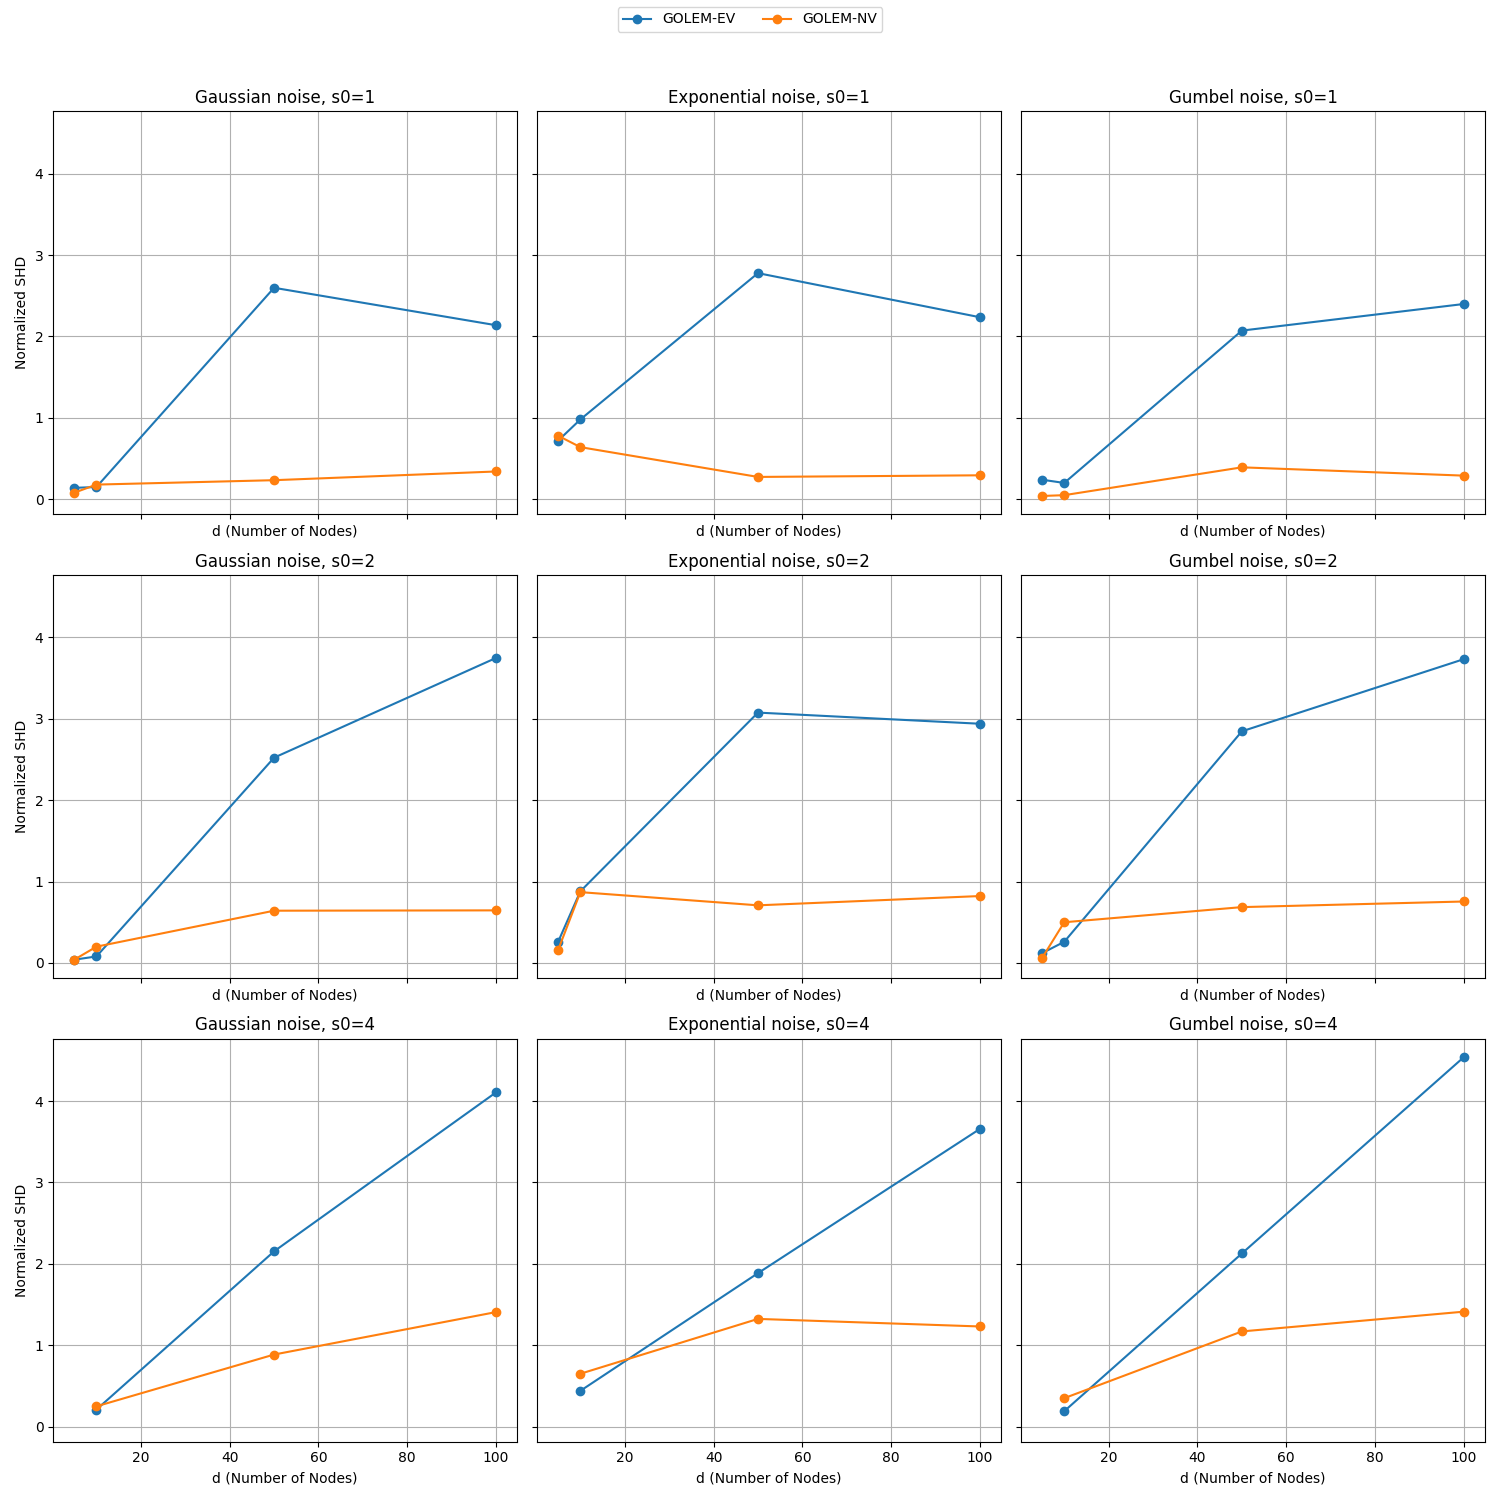 GOLEM-EV GOLEM-NV
Gaussian noise, s0=1 Exponential noise, s0=1 Gumbel noise, s0=1
4
3
Normalized SHD
2
1
0
d (Number of Nodes) d (Number of Nodes) d (Number of Nodes)
Gaussian noise, s0=2 Exponential noise, s0=2 Gumbel noise, s0=2
4
3
Normalized SHD
2
1
0
d (Number of Nodes) d (Number of Nodes) d (Number of Nodes)
Gaussian noise, s0=4 Exponential noise, s0=4 Gumbel noise, s0=4
4
3
Normalized SHD
2
1
0
20 40 60 80 100 20 40 60 80 100 20 40 60 80 100
d (Number of Nodes) d (Number of Nodes) d (Number of Nodes)